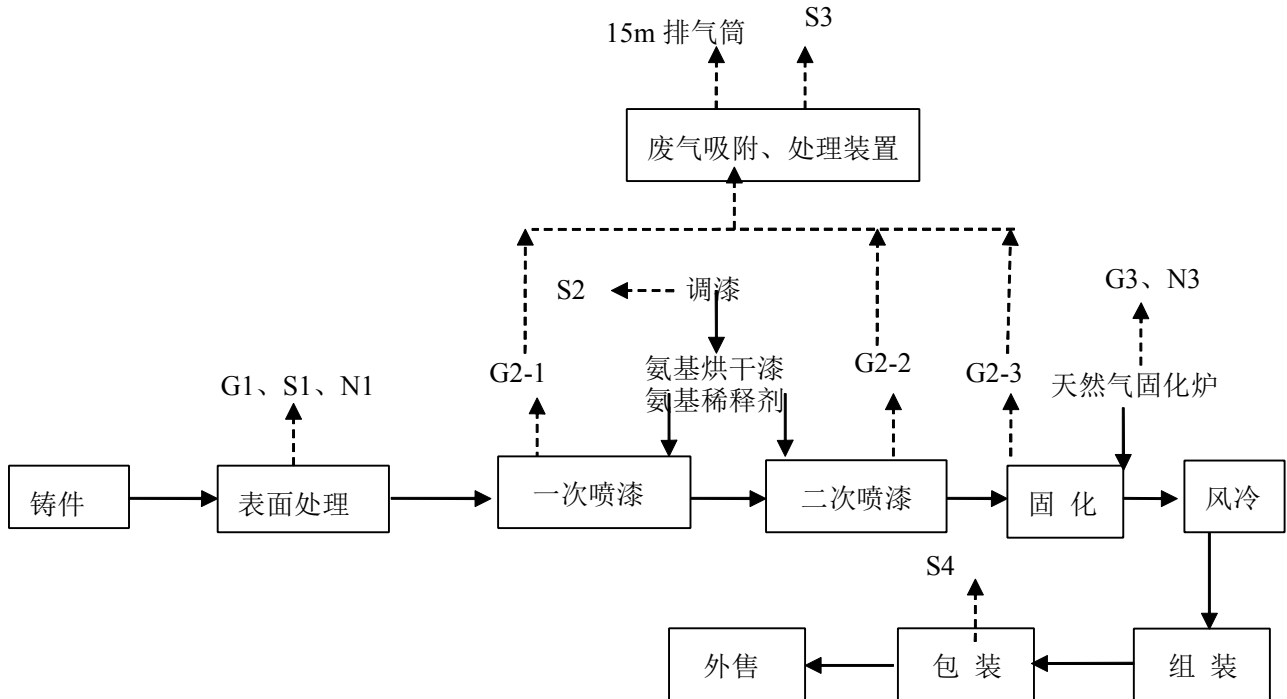 15m 排气筒
S3
废气吸附、处理装置
S2
调漆
G3、N3
G1、S1、N1
G2-1
氨基烘干漆
氨基稀释剂
G2-2
G2-3
天然气固化炉
铸件
表面处理
一次喷漆
二次喷漆
固 化
风冷
S4
外售
包 装
组 装